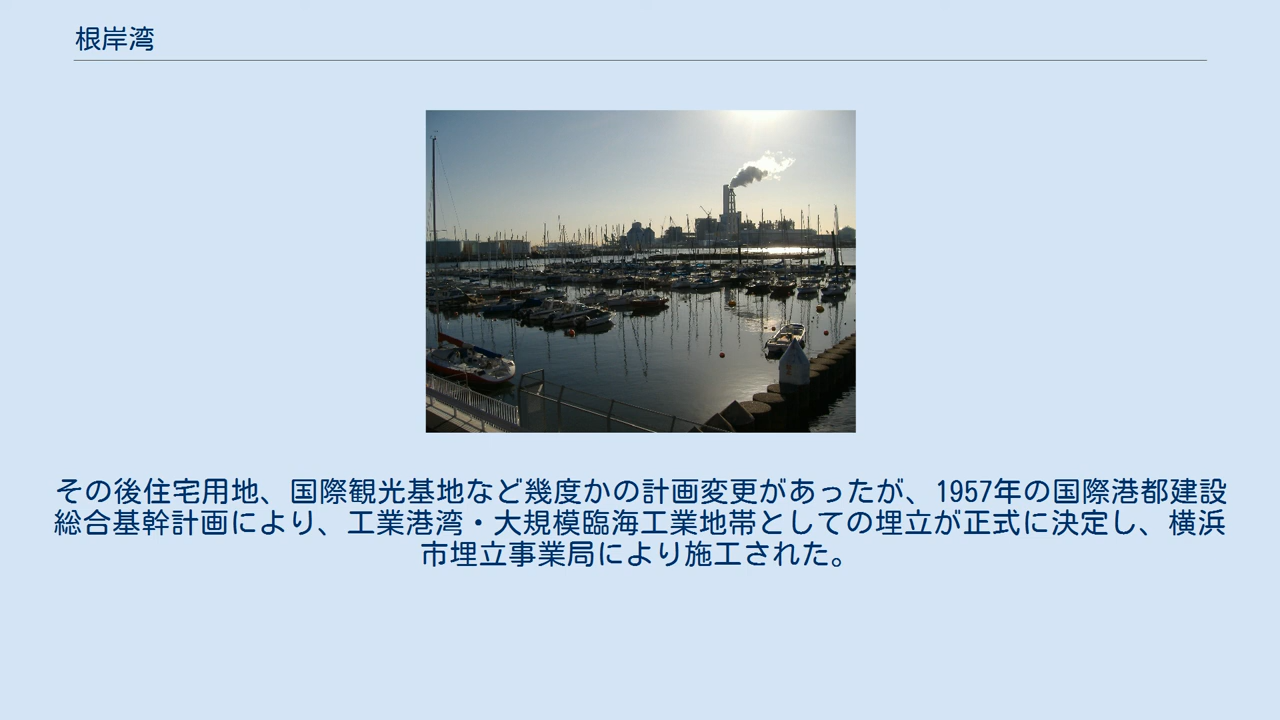 根岸湾
その後住宅用地、国際観光基地など幾度かの計画変更があったが、1957年の国際港都建設
総合基幹計画により、工業港湾・大規模臨海工業地帯としての埋立が正式に決定し、横浜
市埋立事業局により施工された。